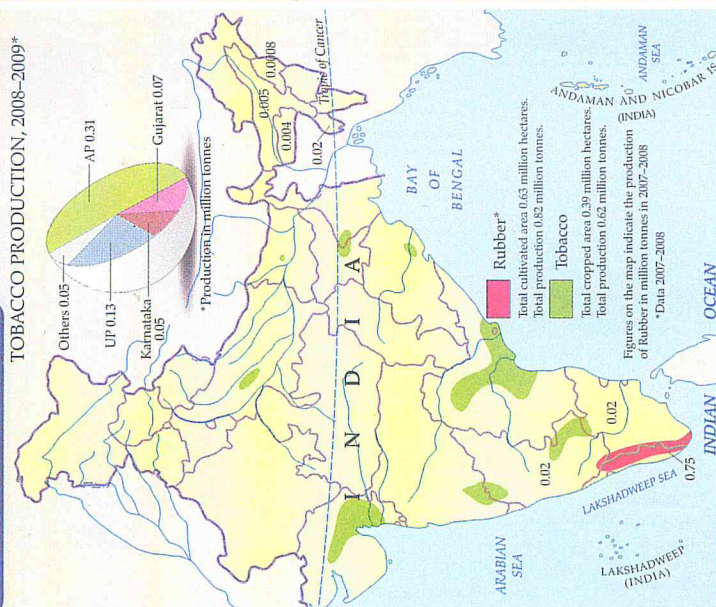 TOBACCO PRODUCTION, 2008–2009*
AP 0.31
Others 0.05
UP 0.13
Karnataka
0.05
Gujarat 0.07
*Production in million tonnes
0.005
0.0008
0.004
0.02
Tropic of Cancer
I N D I A
BAY
OF
BENGAL
ARABIAN
SEA
ANDAMAN
SEA
ANDAMAN AND NICOBAR IS.
(INDIA)
Rubber*
Total cultivated area 0.63 million hectares.
Total production 0.82 million tonnes.
Tobacco
Total cropped area 0.39 million hectares.
Total production 0.62 million tonnes.
Figures on the map indicate the production
of Rubber in million tonnes in 2007–2008
*Data 2007–2008
0.02
0.02
0.75
LAKSHADWEEP SEA
LAKSHADWEEP
(INDIA)
INDIAN OCEAN